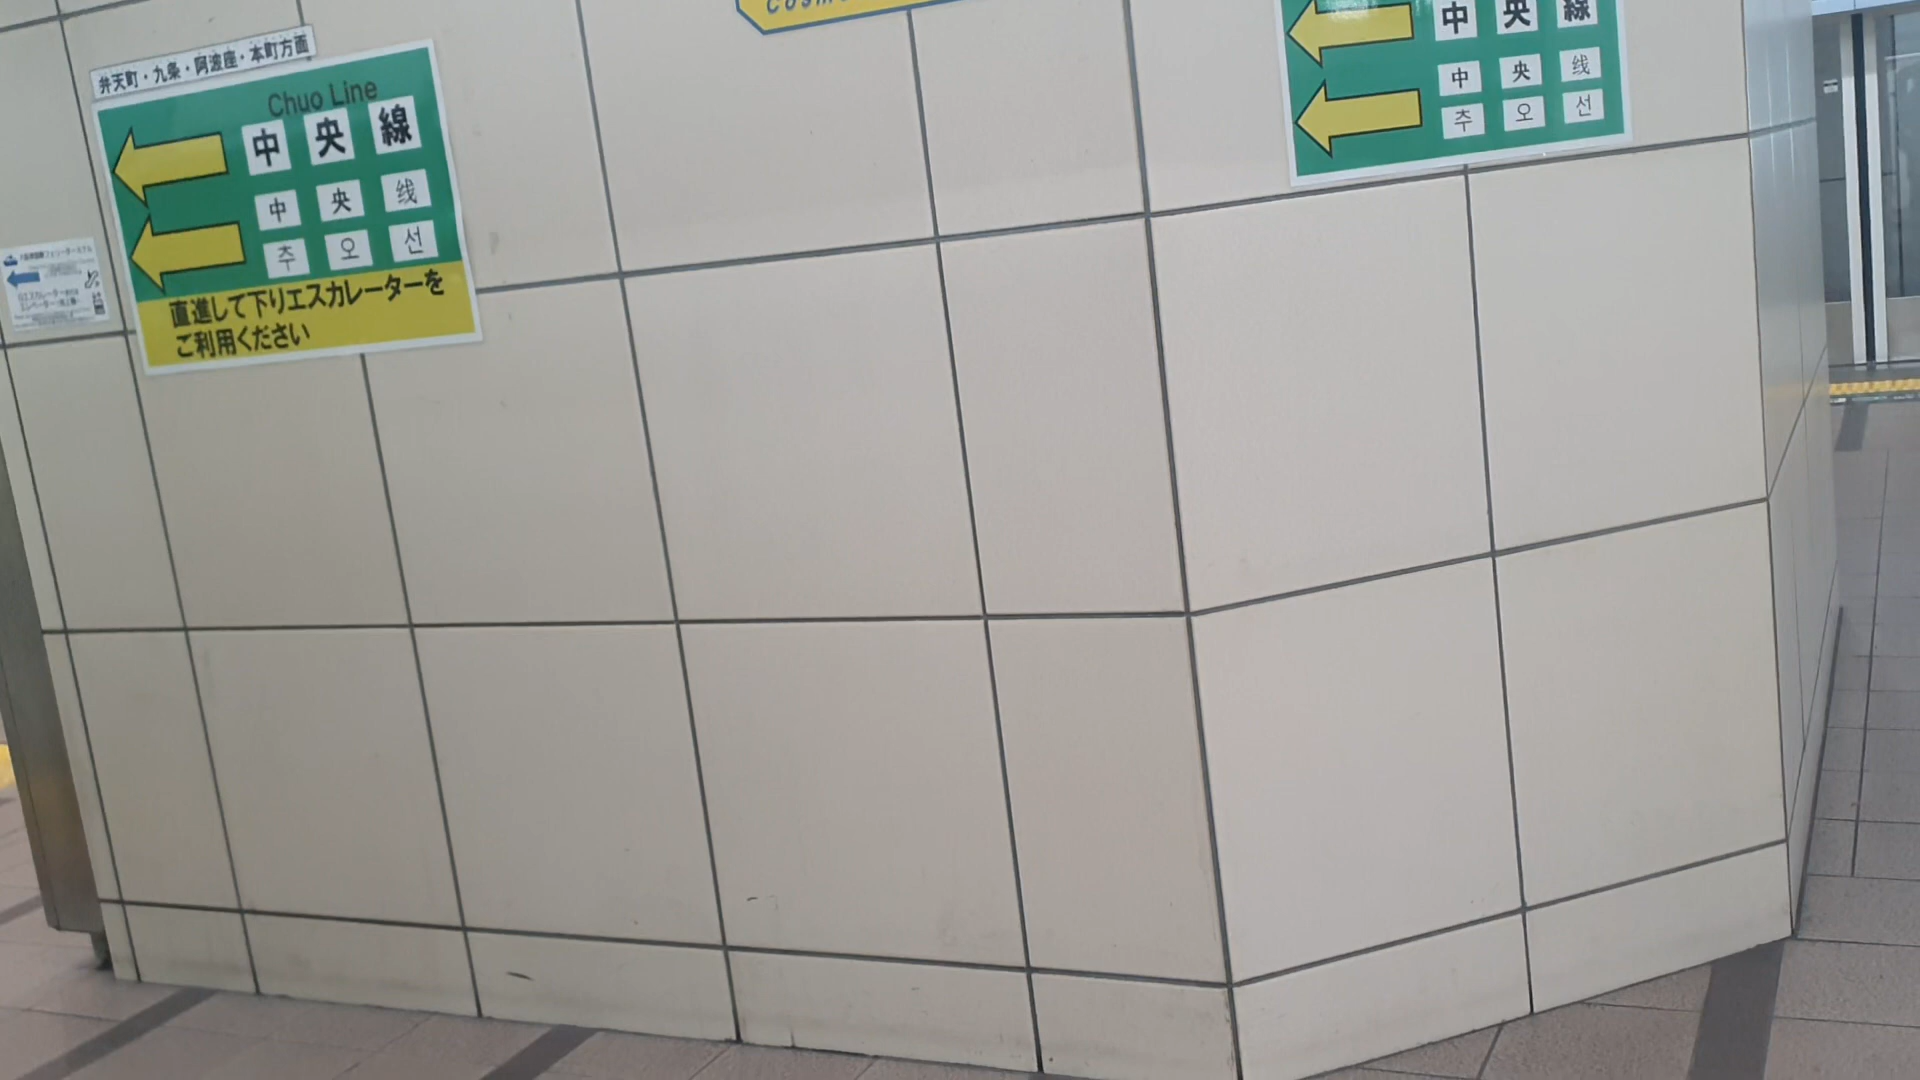 弁天町・九条・阿波座・本町方面
Chuo Line
中央線
中央线
추오선
直進して下りエスカレーターを
ご利用ください
中央線
中央线
추오선